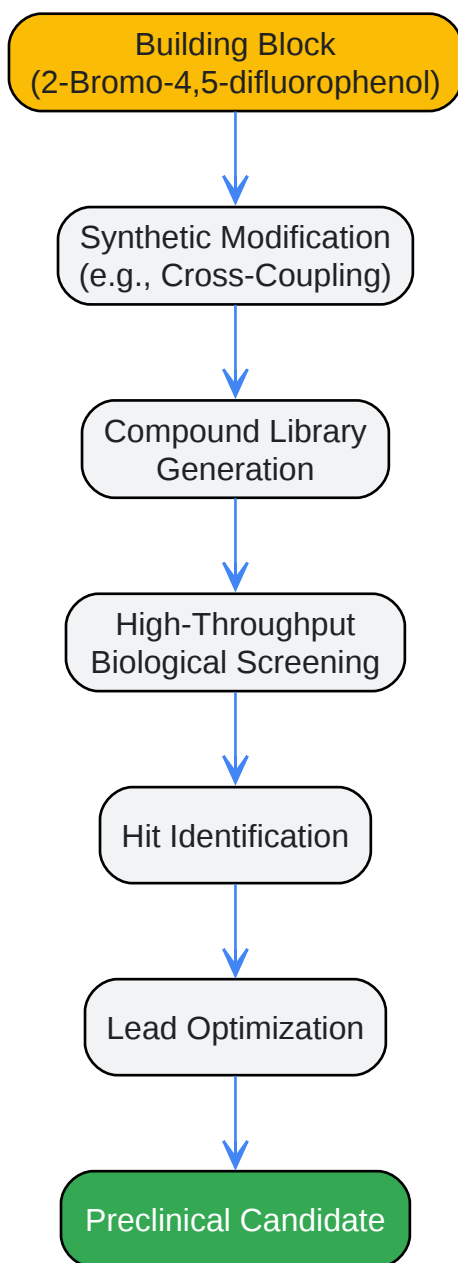 Building Block
(2-Bromo-4,5-difluorophenol)
Synthetic Modification
(e.g., Cross-Coupling)
Compound Library
Generation
High-Throughput
Biological Screening
Hit Identification
Lead Optimization
Preclinical Candidate